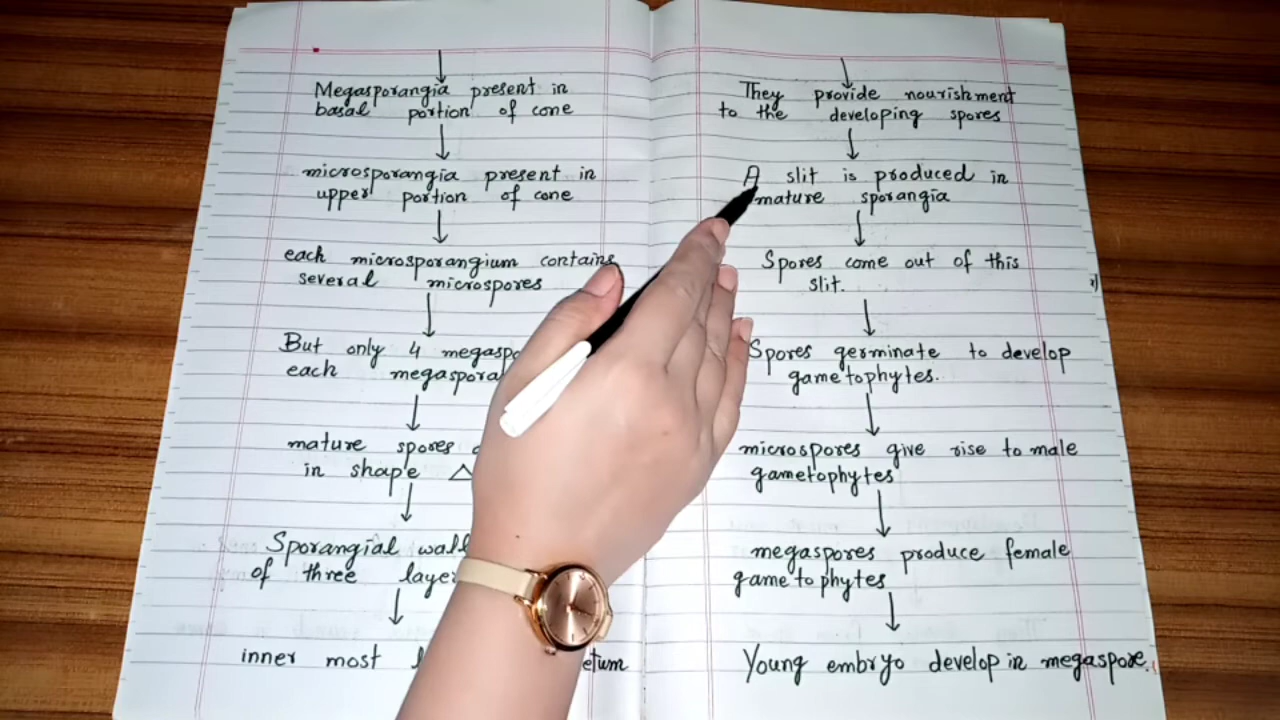 Megasporangia present in
basal portion of cone
microsporangia present in
upper portion of cone
each microsporangium contains
several microspores
But only 4
each
mature spores
in shape
Sporangial wall
of three
inner most
They provide nourishment
to the developing spores
A slit is produced in
mature sporangia
Spores come out of this
slit.
Spores germinate to develop
gametophytes.
microspores give rise to male
gametophytes
megaspores produce female
gametophytes
Young embryo develop in megaspore.